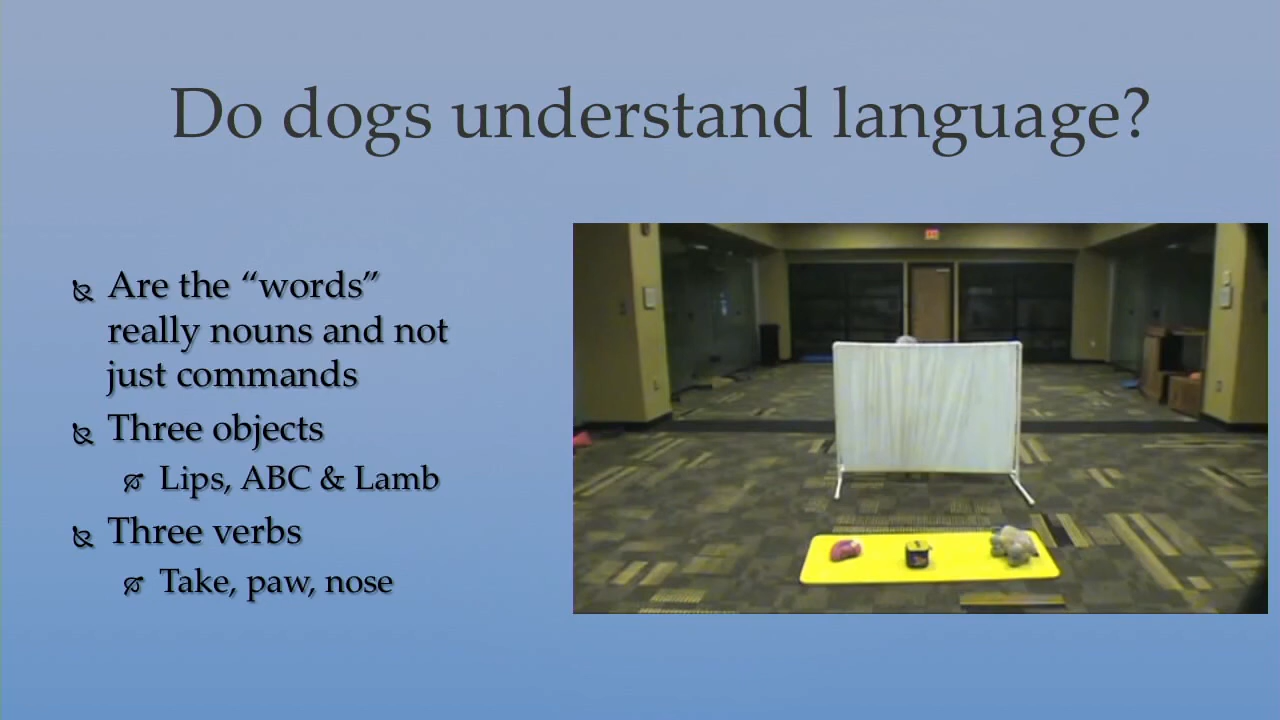 Do dogs understand language?
Are the “words”
really nouns and not
just commands
Three objects
Lips, ABC & Lamb
Three verbs
Take, paw, nose